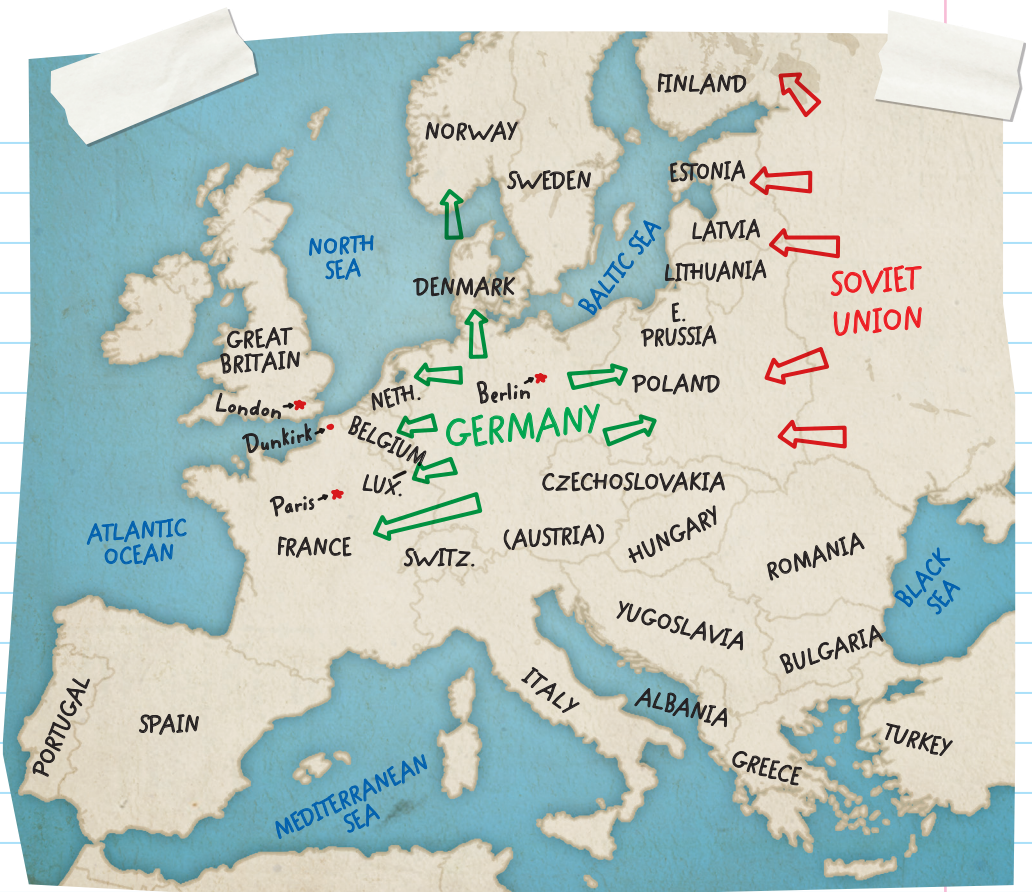 FINLAND
NORWAY
SWEDEN
ESTONIA
NORTH
SEA
BALTIC SEA
LATVIA
LITHUANIA
SOVIET
UNION
DENMARK
E.
PRUSSIA
GREAT
BRITAIN
NETH.
Berlin
POLAND
London
Dunkirk
BELGIUM
GERMANY
LUX.
CZECHOSLOVAKIA
Paris
ATLANTIC
OCEAN
FRANCE
SWITZ.
(AUSTRIA)
HUNGARY
ROMANIA
BLACK
SEA
YUGOSLAVIA
BULGARIA
PORTUGAL
SPAIN
ITALY
ALBANIA
TURKEY
GREECE
MEDITERRANEAN
SEA